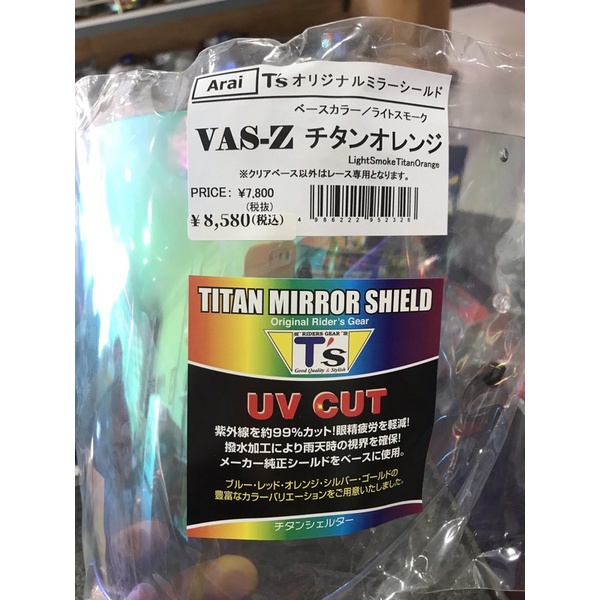 Arai T's オリジナルミラーシールド
ベースカラー／ライトスモーク
VAS-Z チタンオレンジ
LightSmokeTitanOrange
※クリアベース以外はレース専用となります。
PRICE: ¥7,800
(税抜)
¥8,580(税込)
4 986222 952326
TITAN MIRROR SHIELD
Original Rider's Gear
RIDERS GEAR
T's
Good Quality & Stylish
UV CUT
紫外線を約99%カット!眼精疲労を軽減!
撥水加工により雨天時の視界を確保!
メーカー純正シールドをベースに使用。
ブルー・レッド・オレンジ・シルバー・ゴールドの
豊富なカラーバリエーションをご用意いたしました。
チタンシェルター